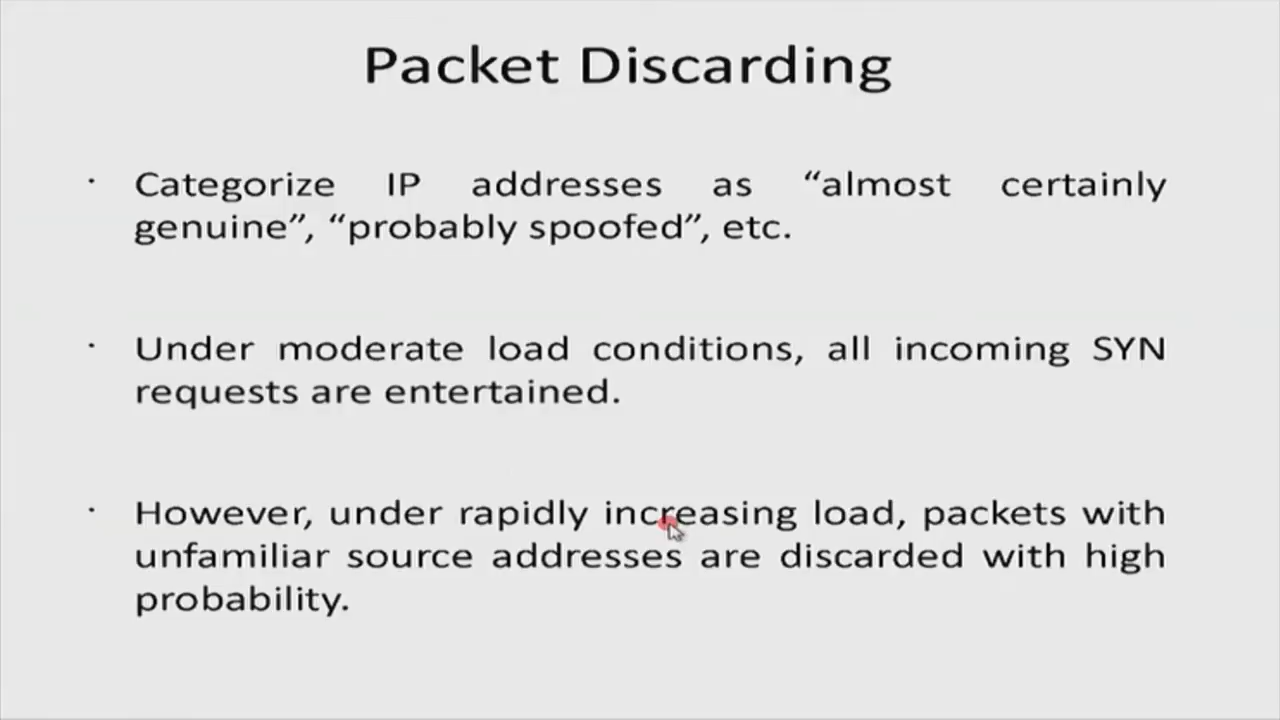 Packet Discarding
· Categorize IP addresses as “almost certainly
genuine”, “probably spoofed”, etc.
· Under moderate load conditions, all incoming SYN
requests are entertained.
· However, under rapidly increasing load, packets with
unfamiliar source addresses are discarded with high
probability.